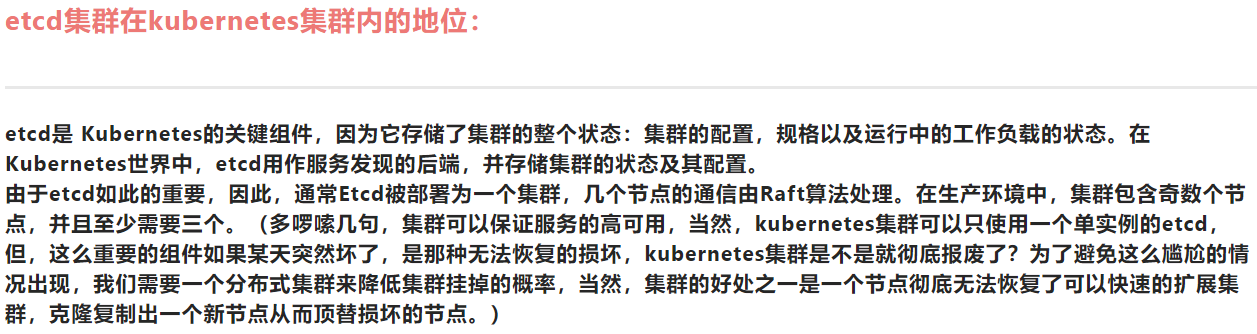 etcd集群在kubernetes集群内的地位：
etcd是 Kubernetes的关键组件，因为它存储了集群的整个状态：集群的配置，规格以及运行中的工作负载的状态。在
Kubernetes世界中，etcd用作服务发现的后端，并存储集群的状态及其配置。
由于etcd如此的重要，因此，通常Etcd被部署为一个集群，几个节点的通信由Raft算法处理。在生产环境中，集群包含奇数个节
点，并且至少需要三个。（多啰嗦几句，集群可以保证服务的高可用，当然，kubernetes集群可以只使用一个单实例的etcd，
但，这么重要的组件如果某天突然坏了，是那种无法恢复的损坏，kubernetes集群是不是就彻底报废了？为了避免这么尴尬的情
况出现，我们需要一个分布式集群来降低集群挂掉的概率，当然，集群的好处之一是一个节点彻底无法恢复了可以快速的扩展集
群，克隆复制出一个新节点从而顶替损坏的节点。）